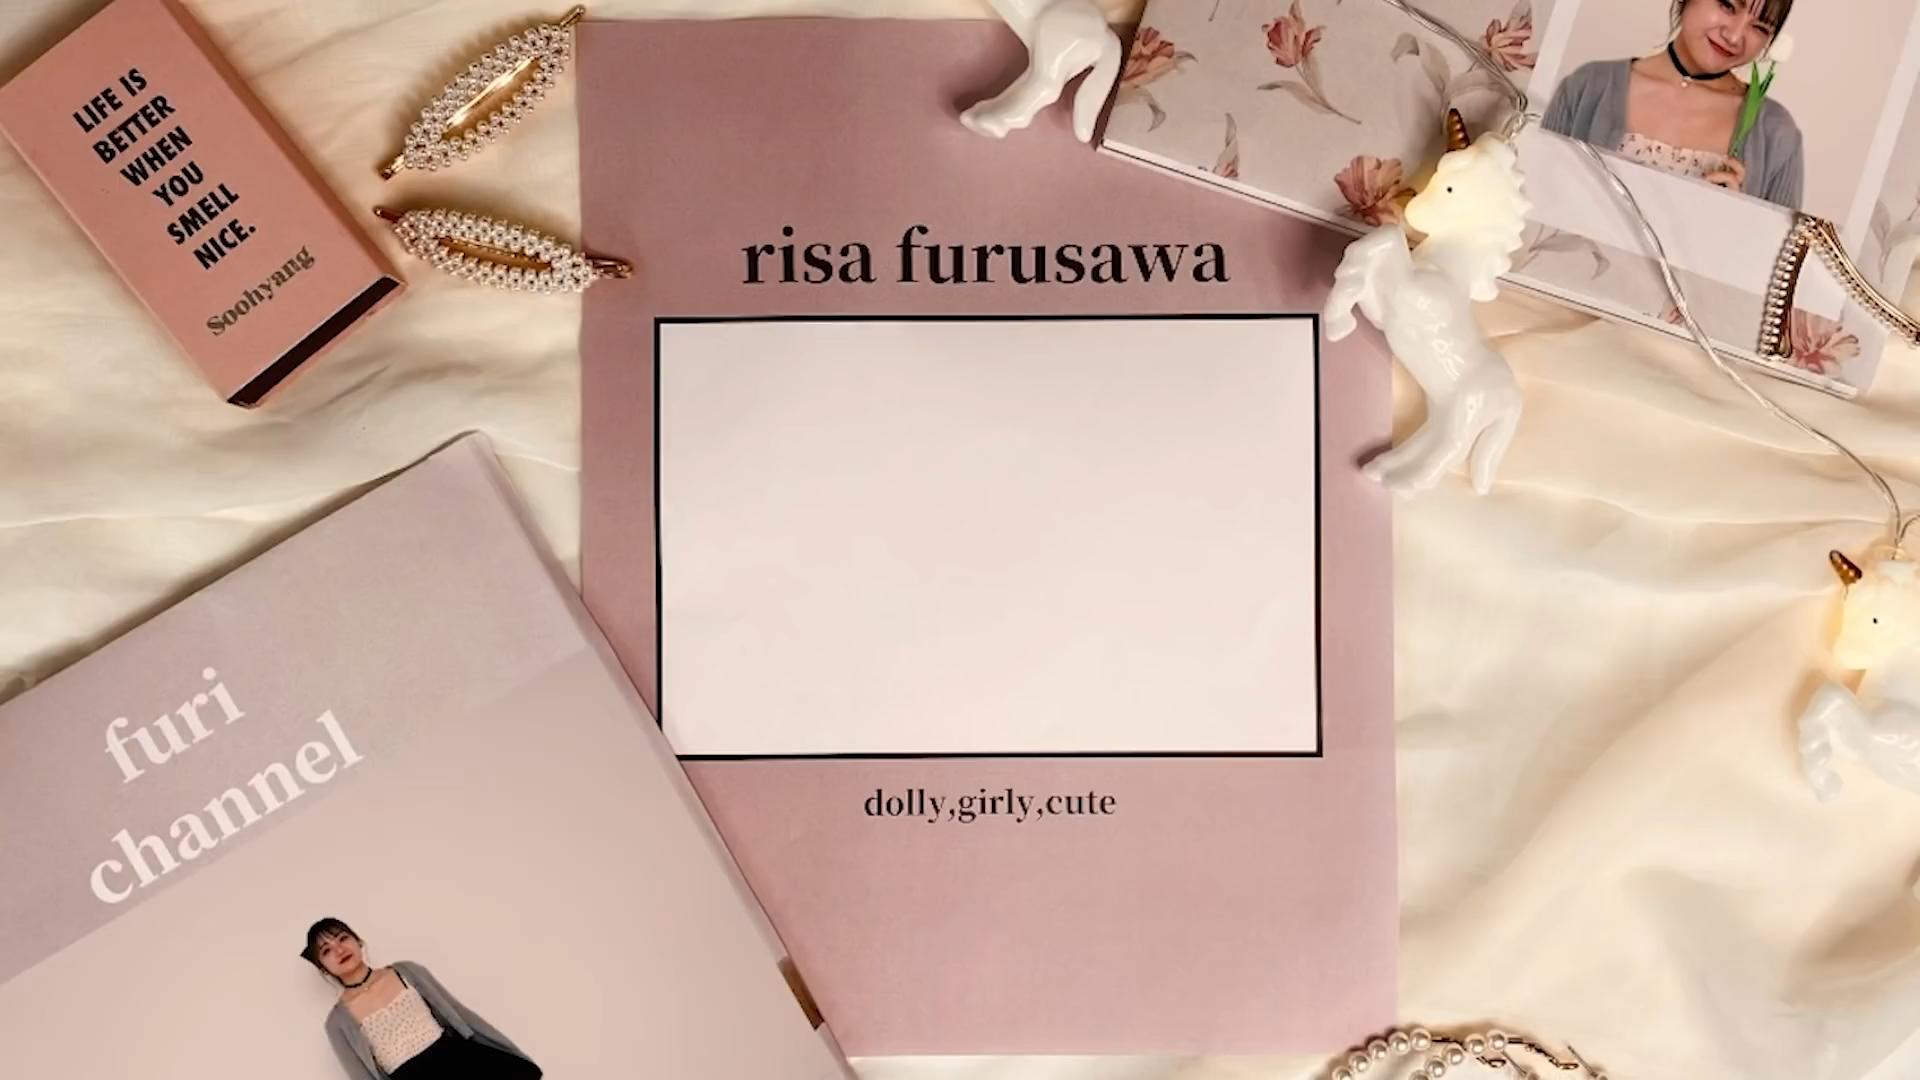 LIFE IS
BETTER
WHEN
YOU
SMELL
NICE.
Soohyang
risa furusawa
dolly,girly,cute
furi
channel